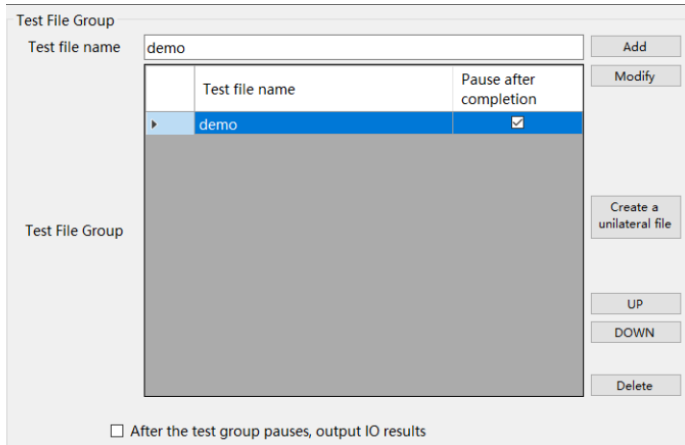 Test File Group
Test file name
demo
Add
Test file name
Pause after
completion
Modify
demo
Create a
unilateral file
Test File Group
UP
DOWN
Delete
After the test group pauses, output IO results